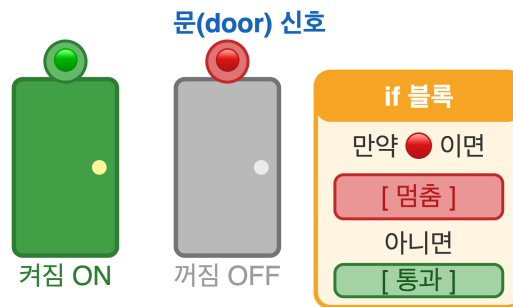 문(door) 신호
켜짐 ON
꺼짐 OFF
if 블록
만약 이면
[ 멈춤 ]
아니면
[ 통과 ]